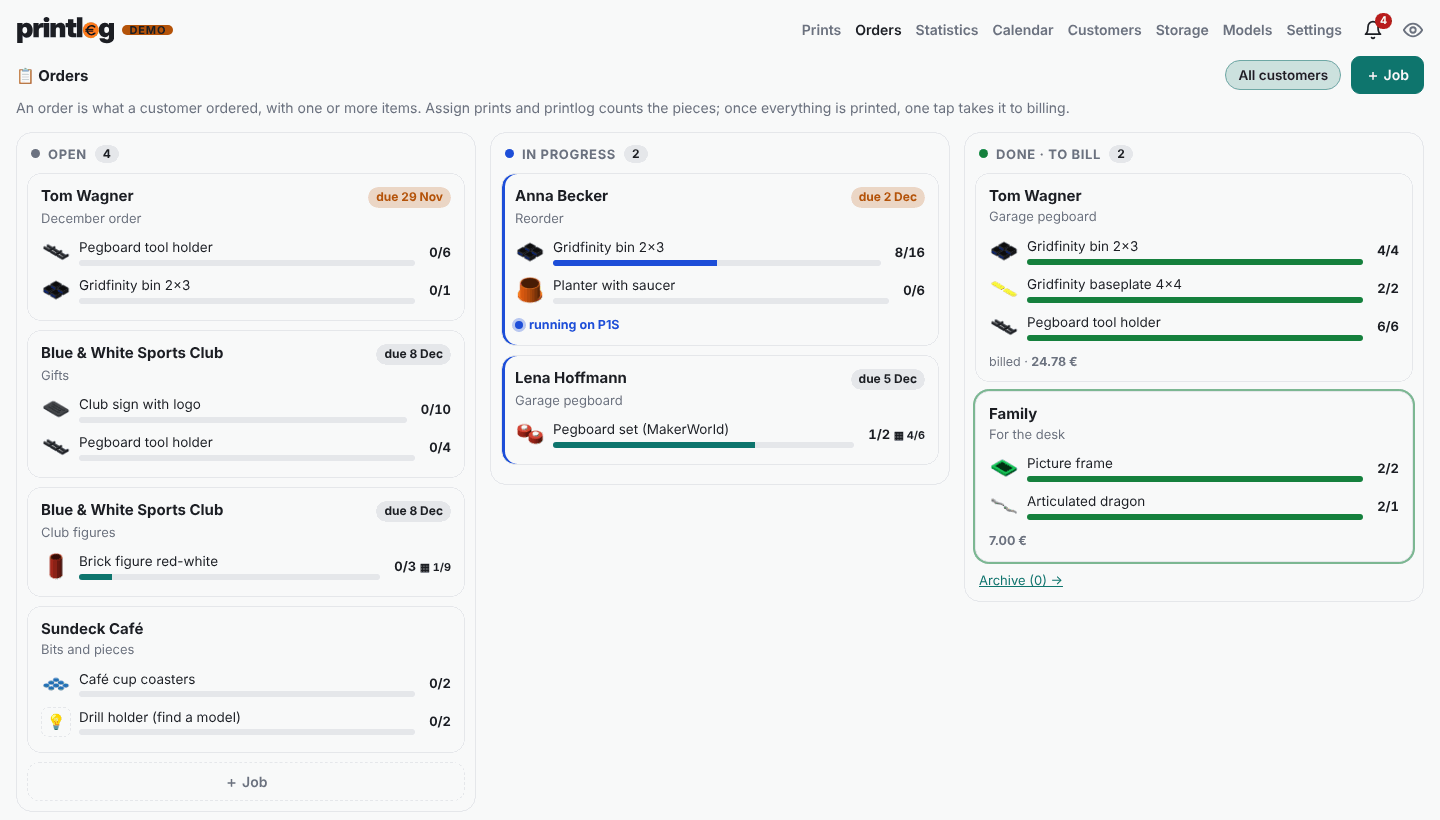 printl€g DEMO
Prints Orders Statistics Calendar Customers Storage Models Settings 4
📋 Orders
All customers
+ Job
An order is what a customer ordered, with one or more items. Assign prints and printlog counts the pieces; once everything is printed, one tap takes it to billing.
OPEN 4
Tom Wagner due 29 Nov
December order
Pegboard tool holder 0/6
Gridfinity bin 2×3 0/1
Blue & White Sports Club due 8 Dec
Gifts
Club sign with logo 0/10
Pegboard tool holder 0/4
Blue & White Sports Club due 8 Dec
Club figures
Brick figure red-white 0/3 ▦ 1/9
Sundeck Café
Bits and pieces
Café cup coasters 0/2
💡 Drill holder (find a model) 0/2
+ Job
IN PROGRESS 2
Anna Becker due 2 Dec
Reorder
Gridfinity bin 2×3 8/16
Planter with saucer 0/6
running on P1S
Lena Hoffmann due 5 Dec
Garage pegboard
Pegboard set (MakerWorld) 1/2 ▦ 4/6
DONE · TO BILL 2
Tom Wagner
Garage pegboard
Gridfinity bin 2×3 4/4
Gridfinity baseplate 4×4 2/2
Pegboard tool holder 6/6
billed · 24.78 €
Family
For the desk
Picture frame 2/2
Articulated dragon 2/1
7.00 €
Archive (0) →